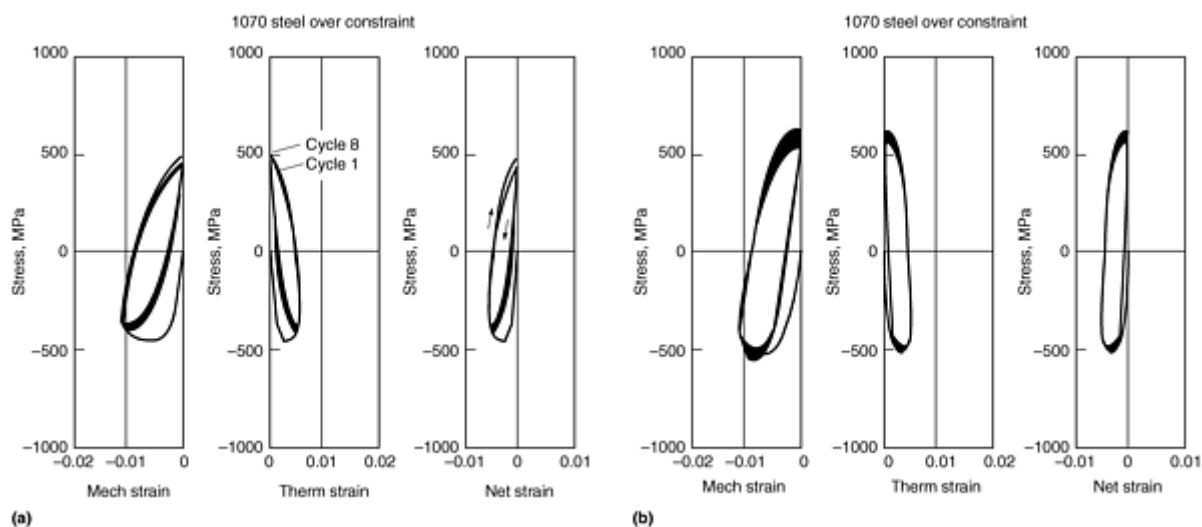 1070 steel over constraint
1000
500
0
−500
−1000
Stress, MPa
−0.02 −0.01 0
Mech strain
1000
500
0
−500
−1000
Stress, MPa
Cycle 8
Cycle 1
0 0.01 0.02
Therm strain
1000
500
0
−500
−1000
Stress, MPa
−0.01 0 0.01
Net strain
(a)
1070 steel over constraint
1000
500
0
−500
−1000
Stress, MPa
−0.02 −0.01 0
Mech strain
1000
500
0
−500
−1000
Stress, MPa
0 0.01 0.02
Therm strain
1000
500
0
−500
−1000
Stress, MPa
−0.01 0 0.01
Net strain
(b)